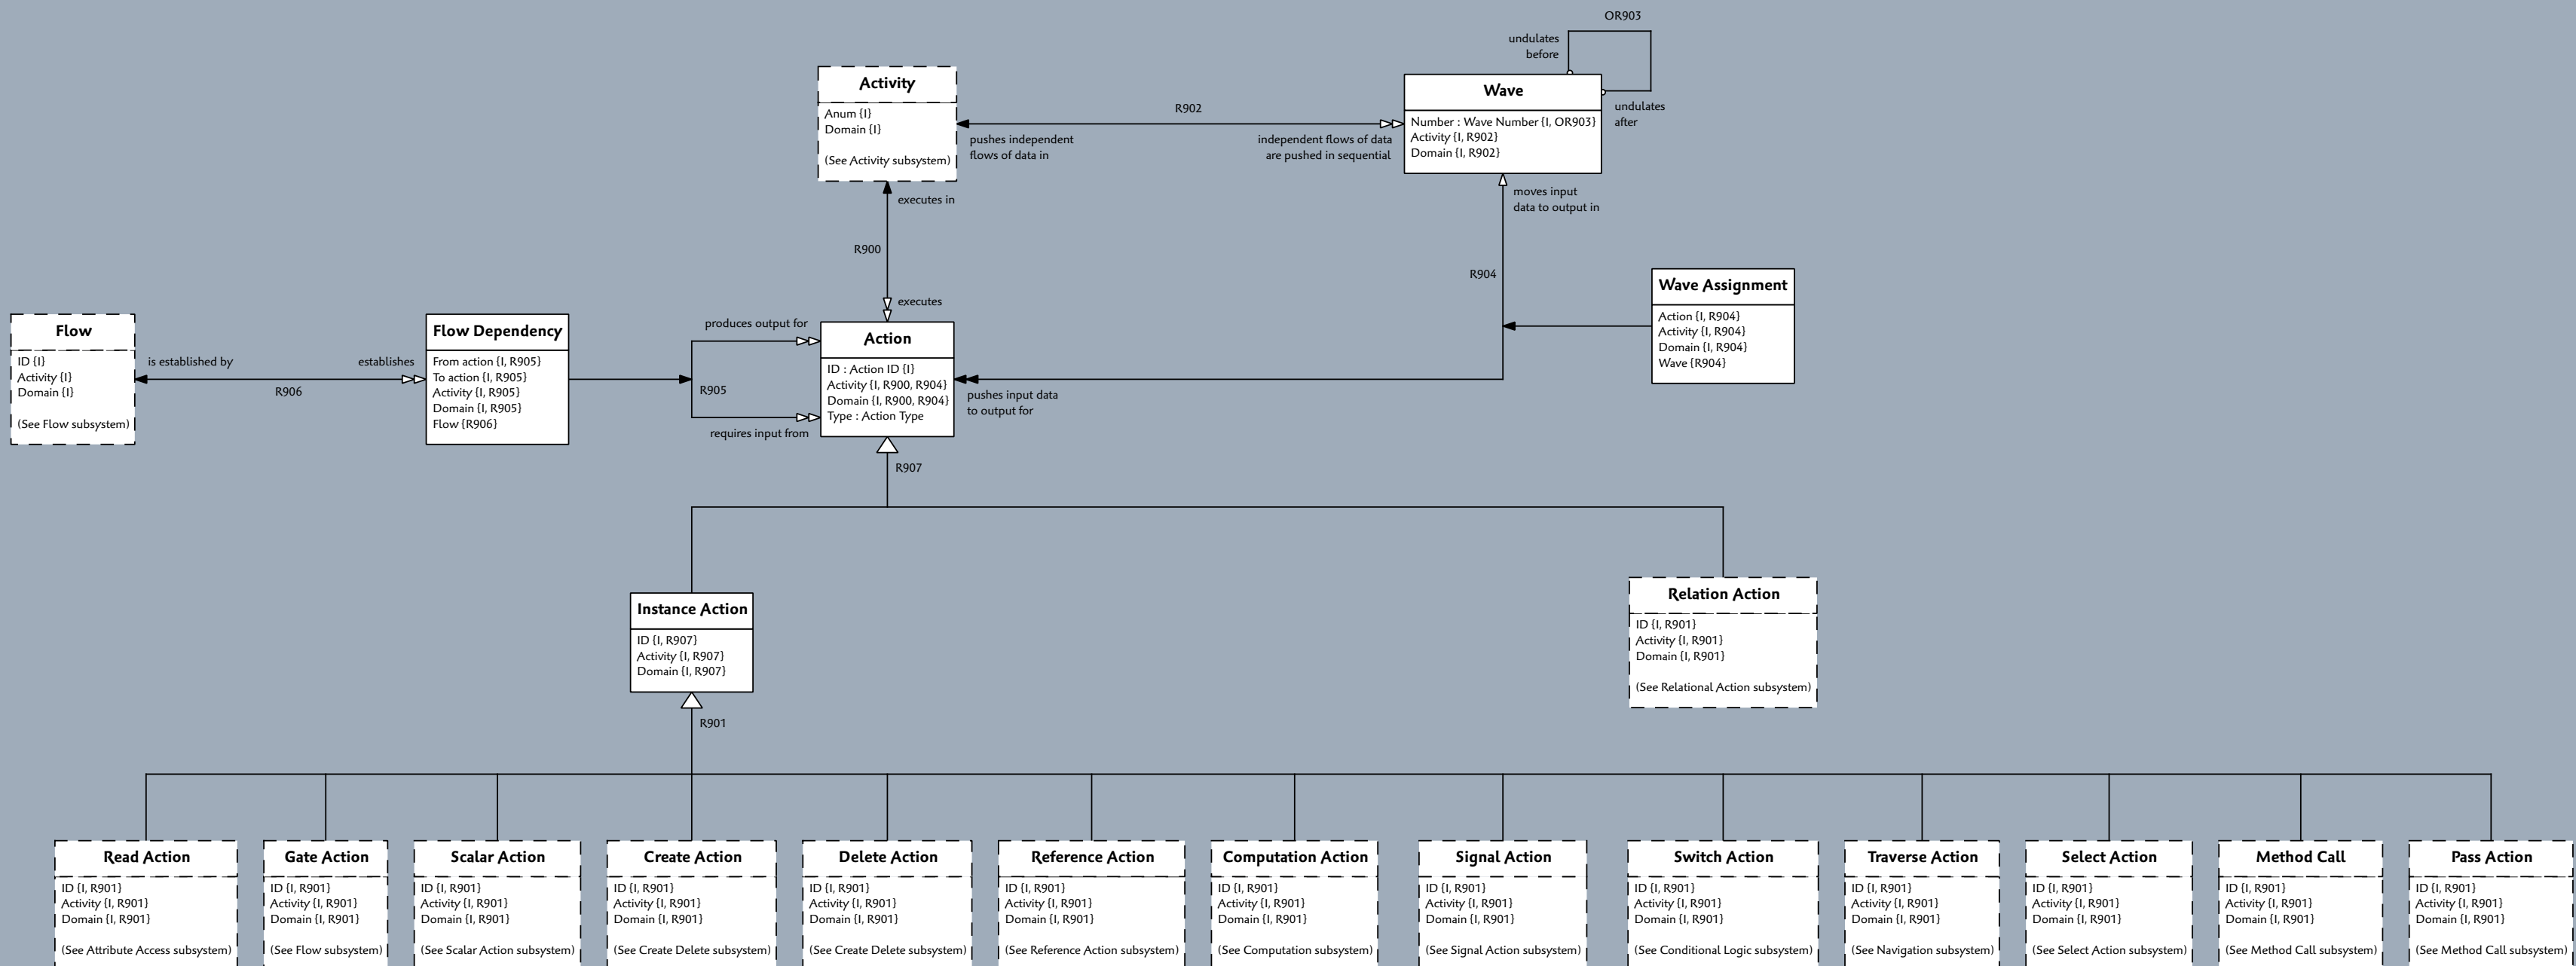 OR903
undulates
before
Wave
Number : Wave Number {I, OR903}
Activity {I, R902}
Domain {I, R902}
undulates
after
Activity
Anum {I}
Domain {I}
(See Activity subsystem)
R902
pushes independent
flows of data in
independent flows of data
are pushed in sequential
executes in
R900
executes
moves input
data to output in
R904
Wave Assignment
Action {I, R904}
Activity {I, R904}
Domain {I, R904}
Wave {R904}
Flow
ID {I}
Activity {I}
Domain {I}
(See Flow subsystem)
is established by
R906
establishes
Flow Dependency
From action {I, R905}
To action {I, R905}
Activity {I, R905}
Domain {I, R905}
Flow {R906}
produces output for
R905
requires input from
Action
ID : Action ID {I}
Activity {I, R900, R904}
Domain {I, R900, R904}
Type : Action Type
pushes input data
to output for
R907
Instance Action
ID {I, R907}
Activity {I, R907}
Domain {I, R907}
Relation Action
ID {I, R901}
Activity {I, R901}
Domain {I, R901}
(See Relational Action subsystem)
R901
Read Action
ID {I, R901}
Activity {I, R901}
Domain {I, R901}
(See Attribute Access subsystem)
Gate Action
ID {I, R901}
Activity {I, R901}
Domain {I, R901}
(See Flow subsystem)
Scalar Action
ID {I, R901}
Activity {I, R901}
Domain {I, R901}
(See Scalar Action subsystem)
Create Action
ID {I, R901}
Activity {I, R901}
Domain {I, R901}
(See Create Delete subsystem)
Delete Action
ID {I, R901}
Activity {I, R901}
Domain {I, R901}
(See Create Delete subsystem)
Reference Action
ID {I, R901}
Activity {I, R901}
Domain {I, R901}
(See Reference Action subsystem)
Computation Action
ID {I, R901}
Activity {I, R901}
Domain {I, R901}
(See Computation subsystem)
Signal Action
ID {I, R901}
Activity {I, R901}
Domain {I, R901}
(See Signal Action subsystem)
Switch Action
ID {I, R901}
Activity {I, R901}
Domain {I, R901}
(See Conditional Logic subsystem)
Traverse Action
ID {I, R901}
Activity {I, R901}
Domain {I, R901}
(See Navigation subsystem)
Select Action
ID {I, R901}
Activity {I, R901}
Domain {I, R901}
(See Select Action subsystem)
Method Call
ID {I, R901}
Activity {I, R901}
Domain {I, R901}
(See Method Call subsystem)
Pass Action
ID {I, R901}
Activity {I, R901}
Domain {I, R901}
(See Method Call subsystem)